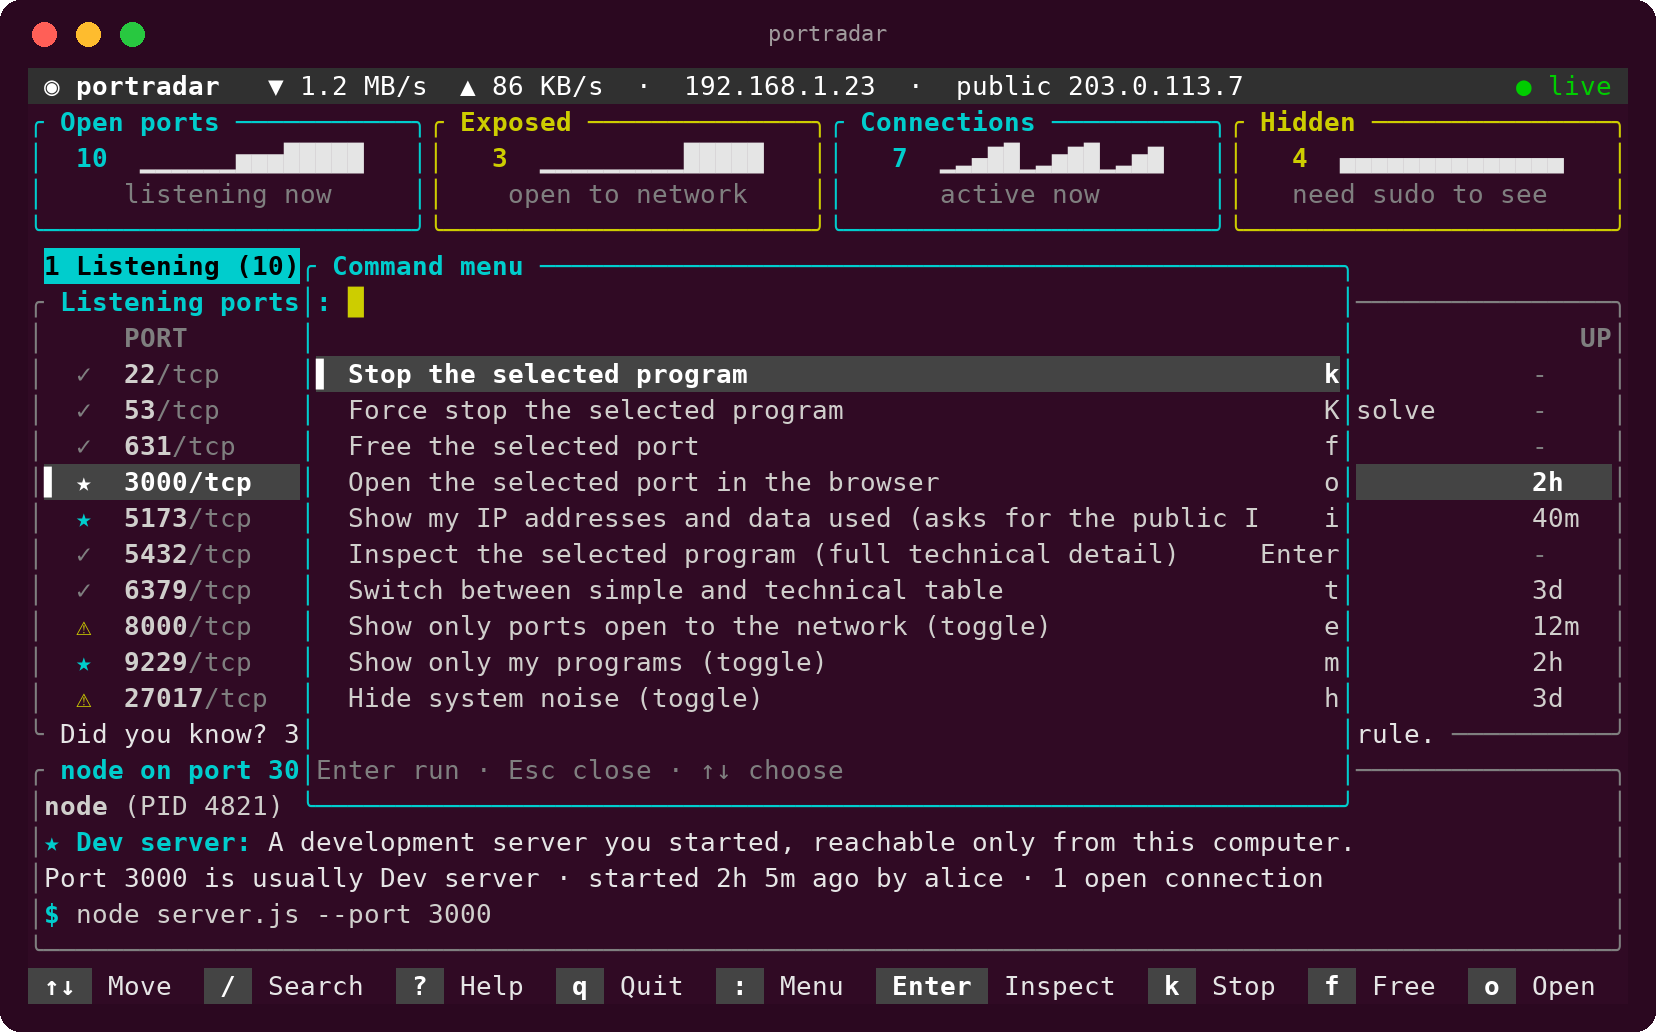 portradar
◉ portradar ▼ 1.2 MB/s ▲ 86 KB/s · 192.168.1.23 · public 203.0.113.7 ● live
Open ports Exposed Connections Hidden
10 3 7 4
listening now open to network active now need sudo to see
1 Listening (10) Command menu
Listening ports :
PORT UP
✓ 22/tcp Stop the selected program k -
✓ 53/tcp Force stop the selected program K solve -
✓ 631/tcp Free the selected port f -
★ 3000/tcp Open the selected port in the browser o 2h
★ 5173/tcp Show my IP addresses and data used (asks for the public I i 40m
✓ 5432/tcp Inspect the selected program (full technical detail) Enter -
✓ 6379/tcp Switch between simple and technical table t 3d
⚠ 8000/tcp Show only ports open to the network (toggle) e 12m
★ 9229/tcp Show only my programs (toggle) m 2h
⚠ 27017/tcp Hide system noise (toggle) h 3d
Did you know? 3 rule.
node on port 30 Enter run · Esc close · ↑↓ choose
node (PID 4821)
★ Dev server: A development server you started, reachable only from this computer.
Port 3000 is usually Dev server · started 2h 5m ago by alice · 1 open connection
$ node server.js --port 3000
↑↓ Move / Search ? Help q Quit : Menu Enter Inspect k Stop f Free o Open